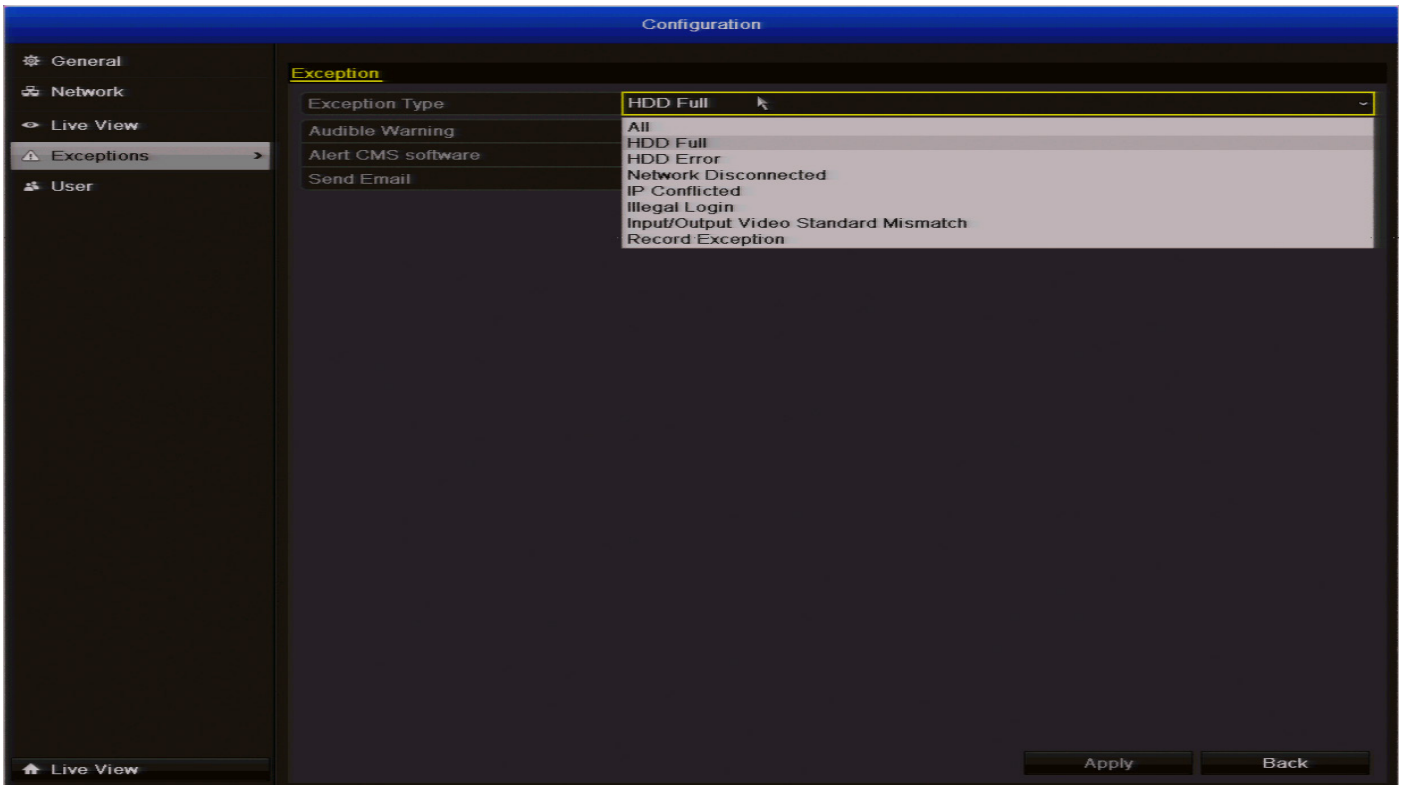 Configuration
General
Network
Live View
Exceptions
User
Exception
Exception Type HDD Full
Audible Warning
Alert CMS software
Send Email
All
HDD Full
HDD Error
Network Disconnected
IP Conflicted
Illegal Login
Input/Output Video Standard Mismatch
Record Exception
Live View
Apply Back